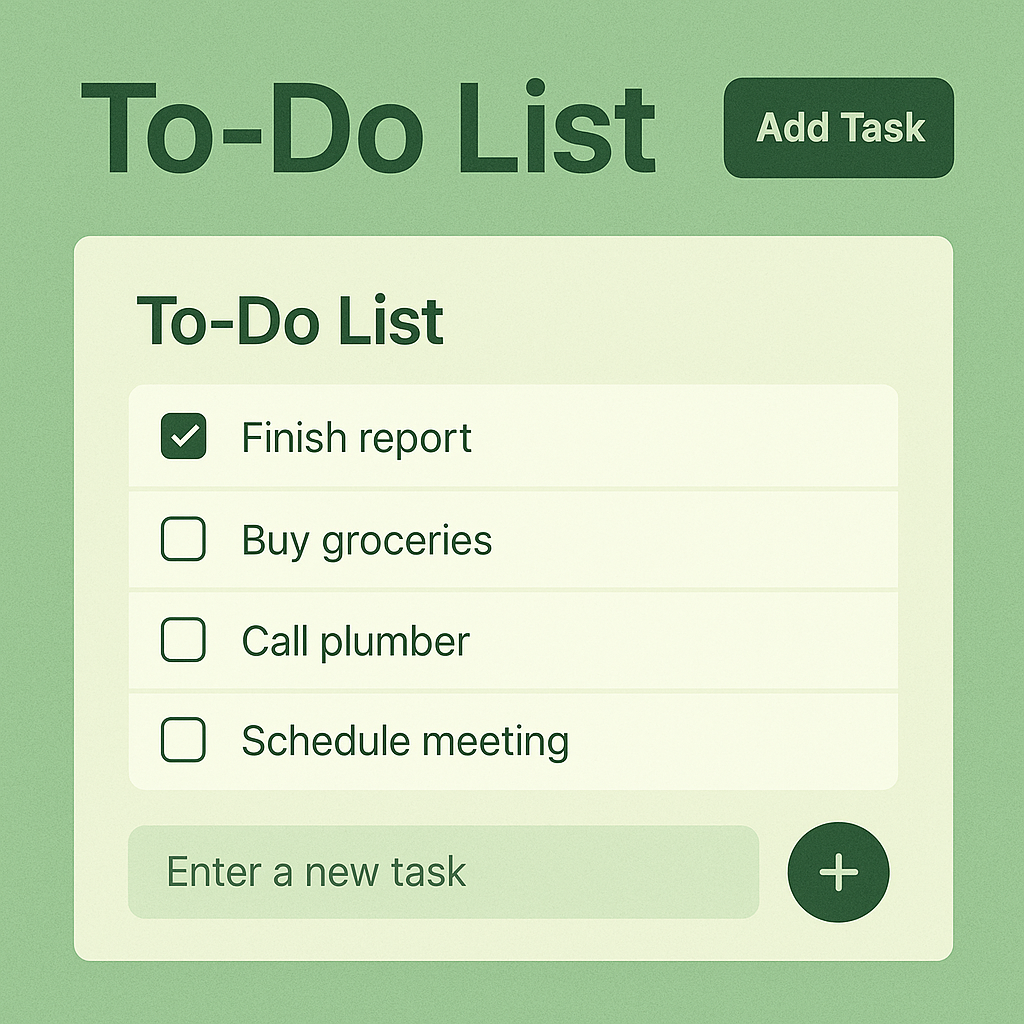 To-Do List
Add Task
To-Do List
Finish report
Buy groceries
Call plumber
Schedule meeting
Enter a new task